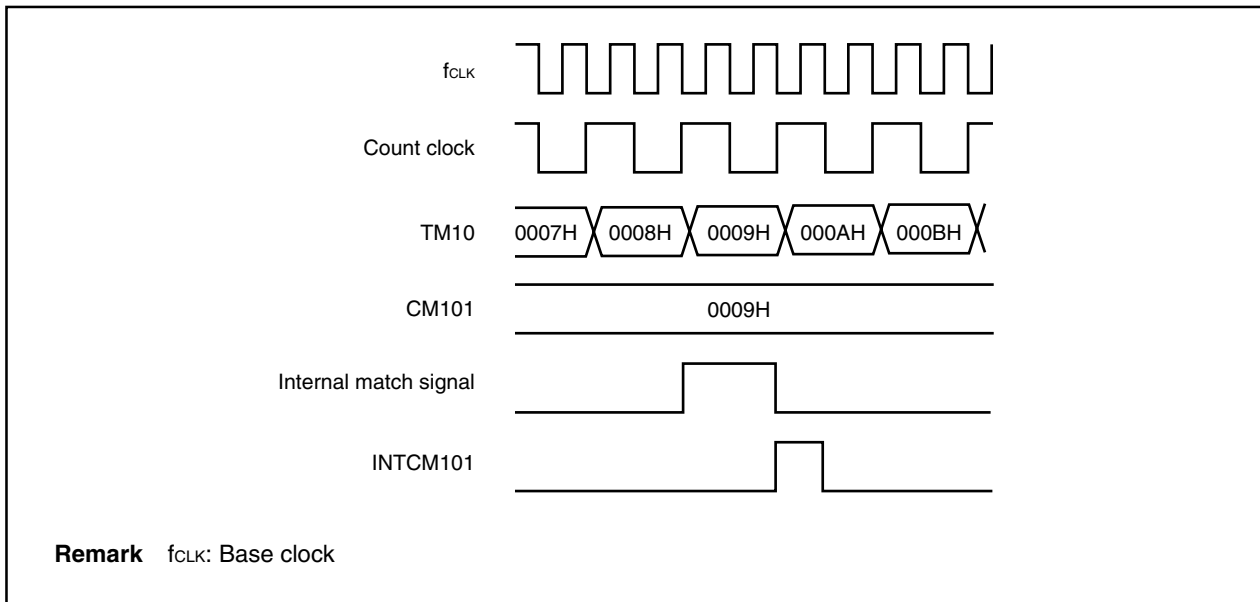 fCLK
Count clock
TM10 0007H 0008H 0009H 000AH 000BH
CM101 0009H
Internal match signal
INTCM101
Remark fCLK: Base clock